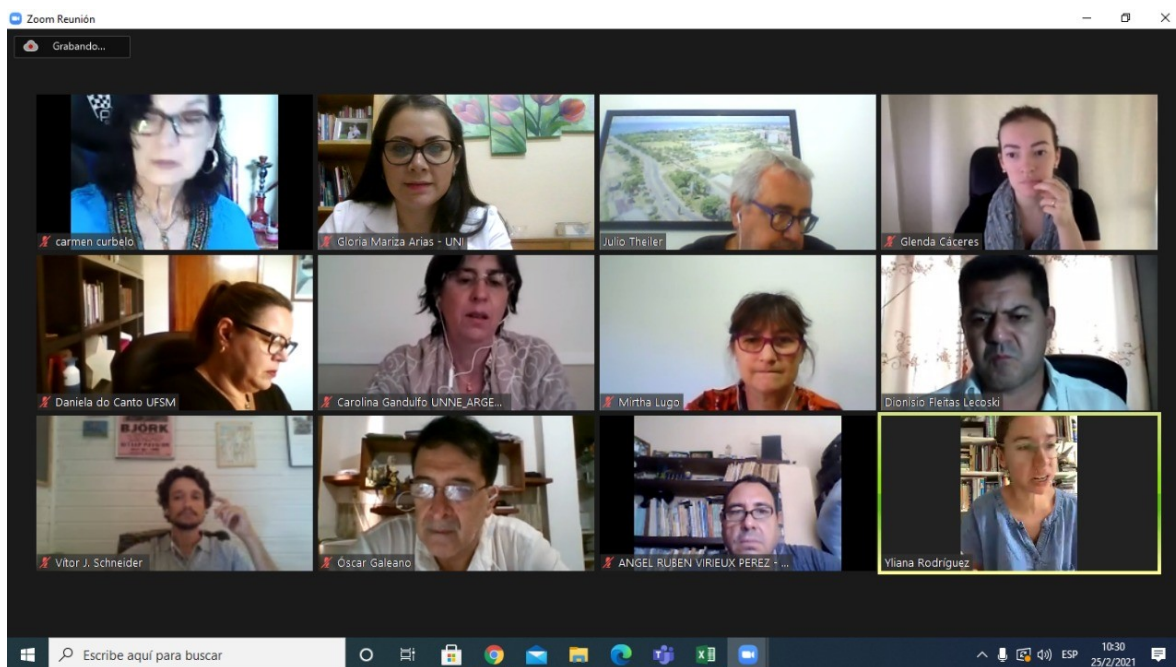 Zoom Reunión
Grabando...
carmen curbelo
Gloria Mariza Arias - UNI
Julio Theiler
Glenda Cáceres
Daniela do Canto UFSM
Carolina Gandulfo UNNE_ARGE...
Mirtha Lugo
Dionisio Fleitas Lecoski
BJORK
Vítor J. Schneider
Óscar Galeano
ANGEL RUBEN VIRIEUX PEREZ - ...
Yliana Rodríguez
Escribe aquí para buscar
ESP
10:30
25/2/2021